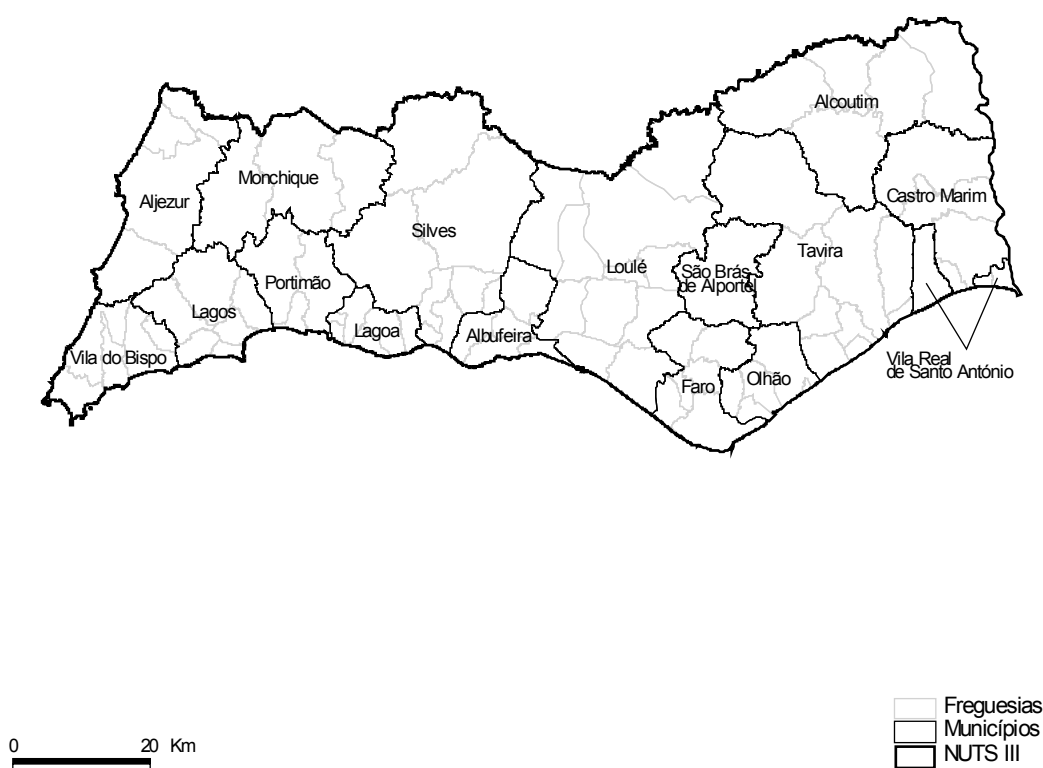 Alcoutim
Monchique
Castro Marim
Aljezur
Silves
Tavira
Loulé
São Brás
de Alportel
Portimão
Lagos
Lagoa
Albufeira
Vila do Bispo
Vila Real
de Santo António
Olhão
Faro
Freguesias
Municípios
NUTS III
0 20 Km